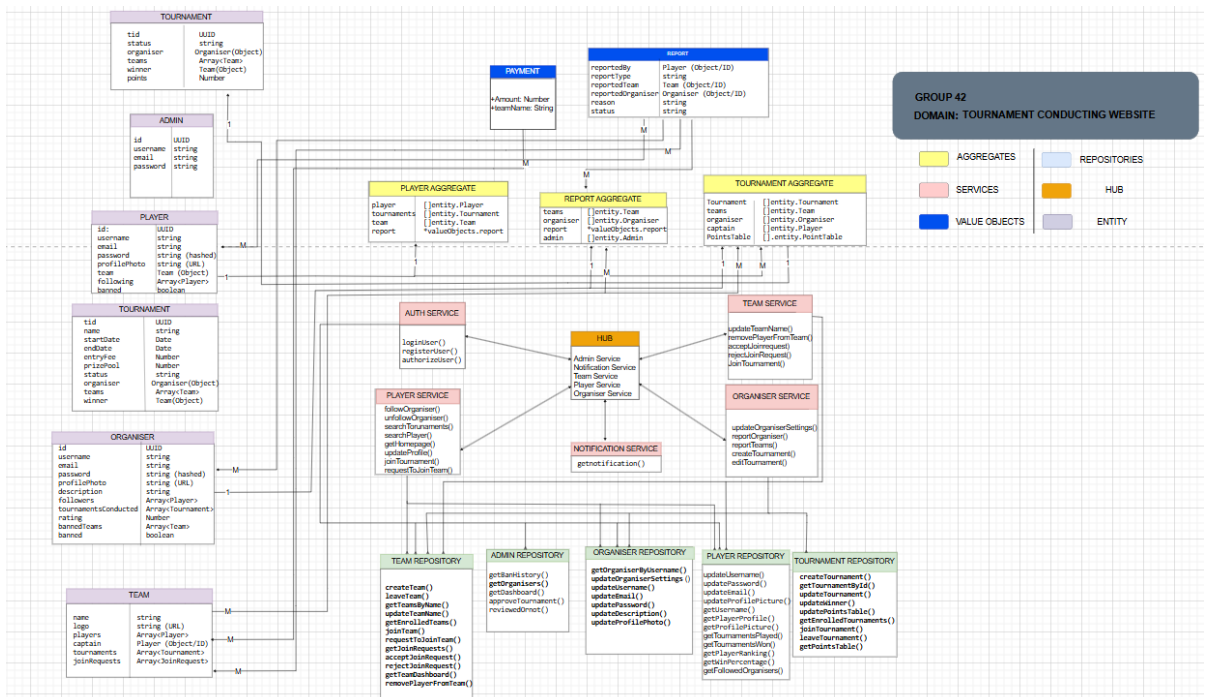 TOURNAMENT
tid UUID
status string
organiser Organiser(Object)
teams Array<Team>
winner Team(Object)
points Number
ADMIN
id UUID
username string
email string
password string
PLAYER
id: UUID
username string
email string
password string (hashed)
profilePhoto string (URL)
team Team (Object)
following Array<Player>
banned boolean
TOURNAMENT
tid UUID
name string
startDate Date
endDate Date
entryFee Number
prizePool Number
status string
organiser Organiser(Object)
teams Array<Team>
winner Team(Object)
ORGANISER
id UUID
username string
email string
password string (hashed)
profilePhoto string (URL)
description string
followers Array<Player>
tournamentsConducted Array<Tournament>
rating Number
bannedTeams Array<Team>
banned boolean
TEAM
name string
logo string (URL)
players Array<Player>
captain Player (Object/ID)
tournaments Array<Tournament>
joinRequests Array<JoinRequest>
PAYMENT
+Amount: Number
+teamName: String
REPORT
reportedBy Player (Object/ID)
reportType string
reportedTeam Team (Object/ID)
reportedOrganiser Organiser (Object/ID)
reason string
status string
GROUP 42
DOMAIN: TOURNAMENT CONDUCTING WEBSITE
AGGREGATES
REPOSITORIES
SERVICES
HUB
VALUE OBJECTS
ENTITY
PLAYER AGGREGATE
player []entity.Player
tournaments []entity.Tournament
team []entity.Team
report *valueObjects.report
REPORT AGGREGATE
teams []entity.Team
organiser []entity.Organiser
report *valueObjects.report
admin []entity.Admin
TOURNAMENT AGGREGATE
Tournament []entity.Tournament
teams []entity.Team
organiser []entity.Organiser
captain []entity.Player
PointsTable [].entity.PointTable
1
M
M
M
M
M
1
1
1
M
1
M
M
1
1
M
M
M
M
AUTH SERVICE
loginUser()
registerUser()
authorizeUser()
HUB
Admin Service
Notification Service
Team Service
Player Service
Organiser Service
TEAM SERVICE
updateTeamName()
removePlayerFromTeam()
acceptJoinrequest()
rejectJoinRequest()
JoinTournament()
PLAYER SERVICE
followOrganiser()
unfollowOrganiser()
searchTorunaments()
searchPlayer()
getHomepage()
updateProfile()
joinTournament()
requestToJoinTeam()
NOTIFICATION SERVICE
getnotification()
ORGANISER SERVICE
updateOrganiserSettings()
reportOrganiser()
reportTeams()
createTournament()
editTournament()
TEAM REPOSITORY
createTeam()
leaveTeam()
getTeamsByName()
updateTeamName()
getEnrolledTeams()
joinTeam()
requestToJoinTeam()
getJoinRequests()
acceptJoinRequest()
rejectJoinRequest()
getTeamDashboard()
removePlayerFromTeam()
ADMIN REPOSITORY
getBanHistory()
getOrganisers()
getDashboard()
approveTournament()
reviewedOrnot()
ORGANISER REPOSITORY
getOrganiserByUsername()
updateOrganiserSettings()
updateUsername()
updateEmail()
updatePassword()
updateDescription()
updateProfilePhoto()
PLAYER REPOSITORY
updateUsername()
updatePassword()
updateEmail()
updateProfilePicture()
getUsername()
getPlayerProfile()
getProfilePicture()
getTournamentsPlayed()
getTournamentsWon()
getPlayerRanking()
getWinPercentage()
getFollowedOrganisers()
TOURNAMENT REPOSITORY
createTournament()
getTournamentById()
updateTournament()
updateWinner()
updatePointsTable()
getEnrolledTournaments()
joinTournament()
leaveTournament()
getPointsTable()